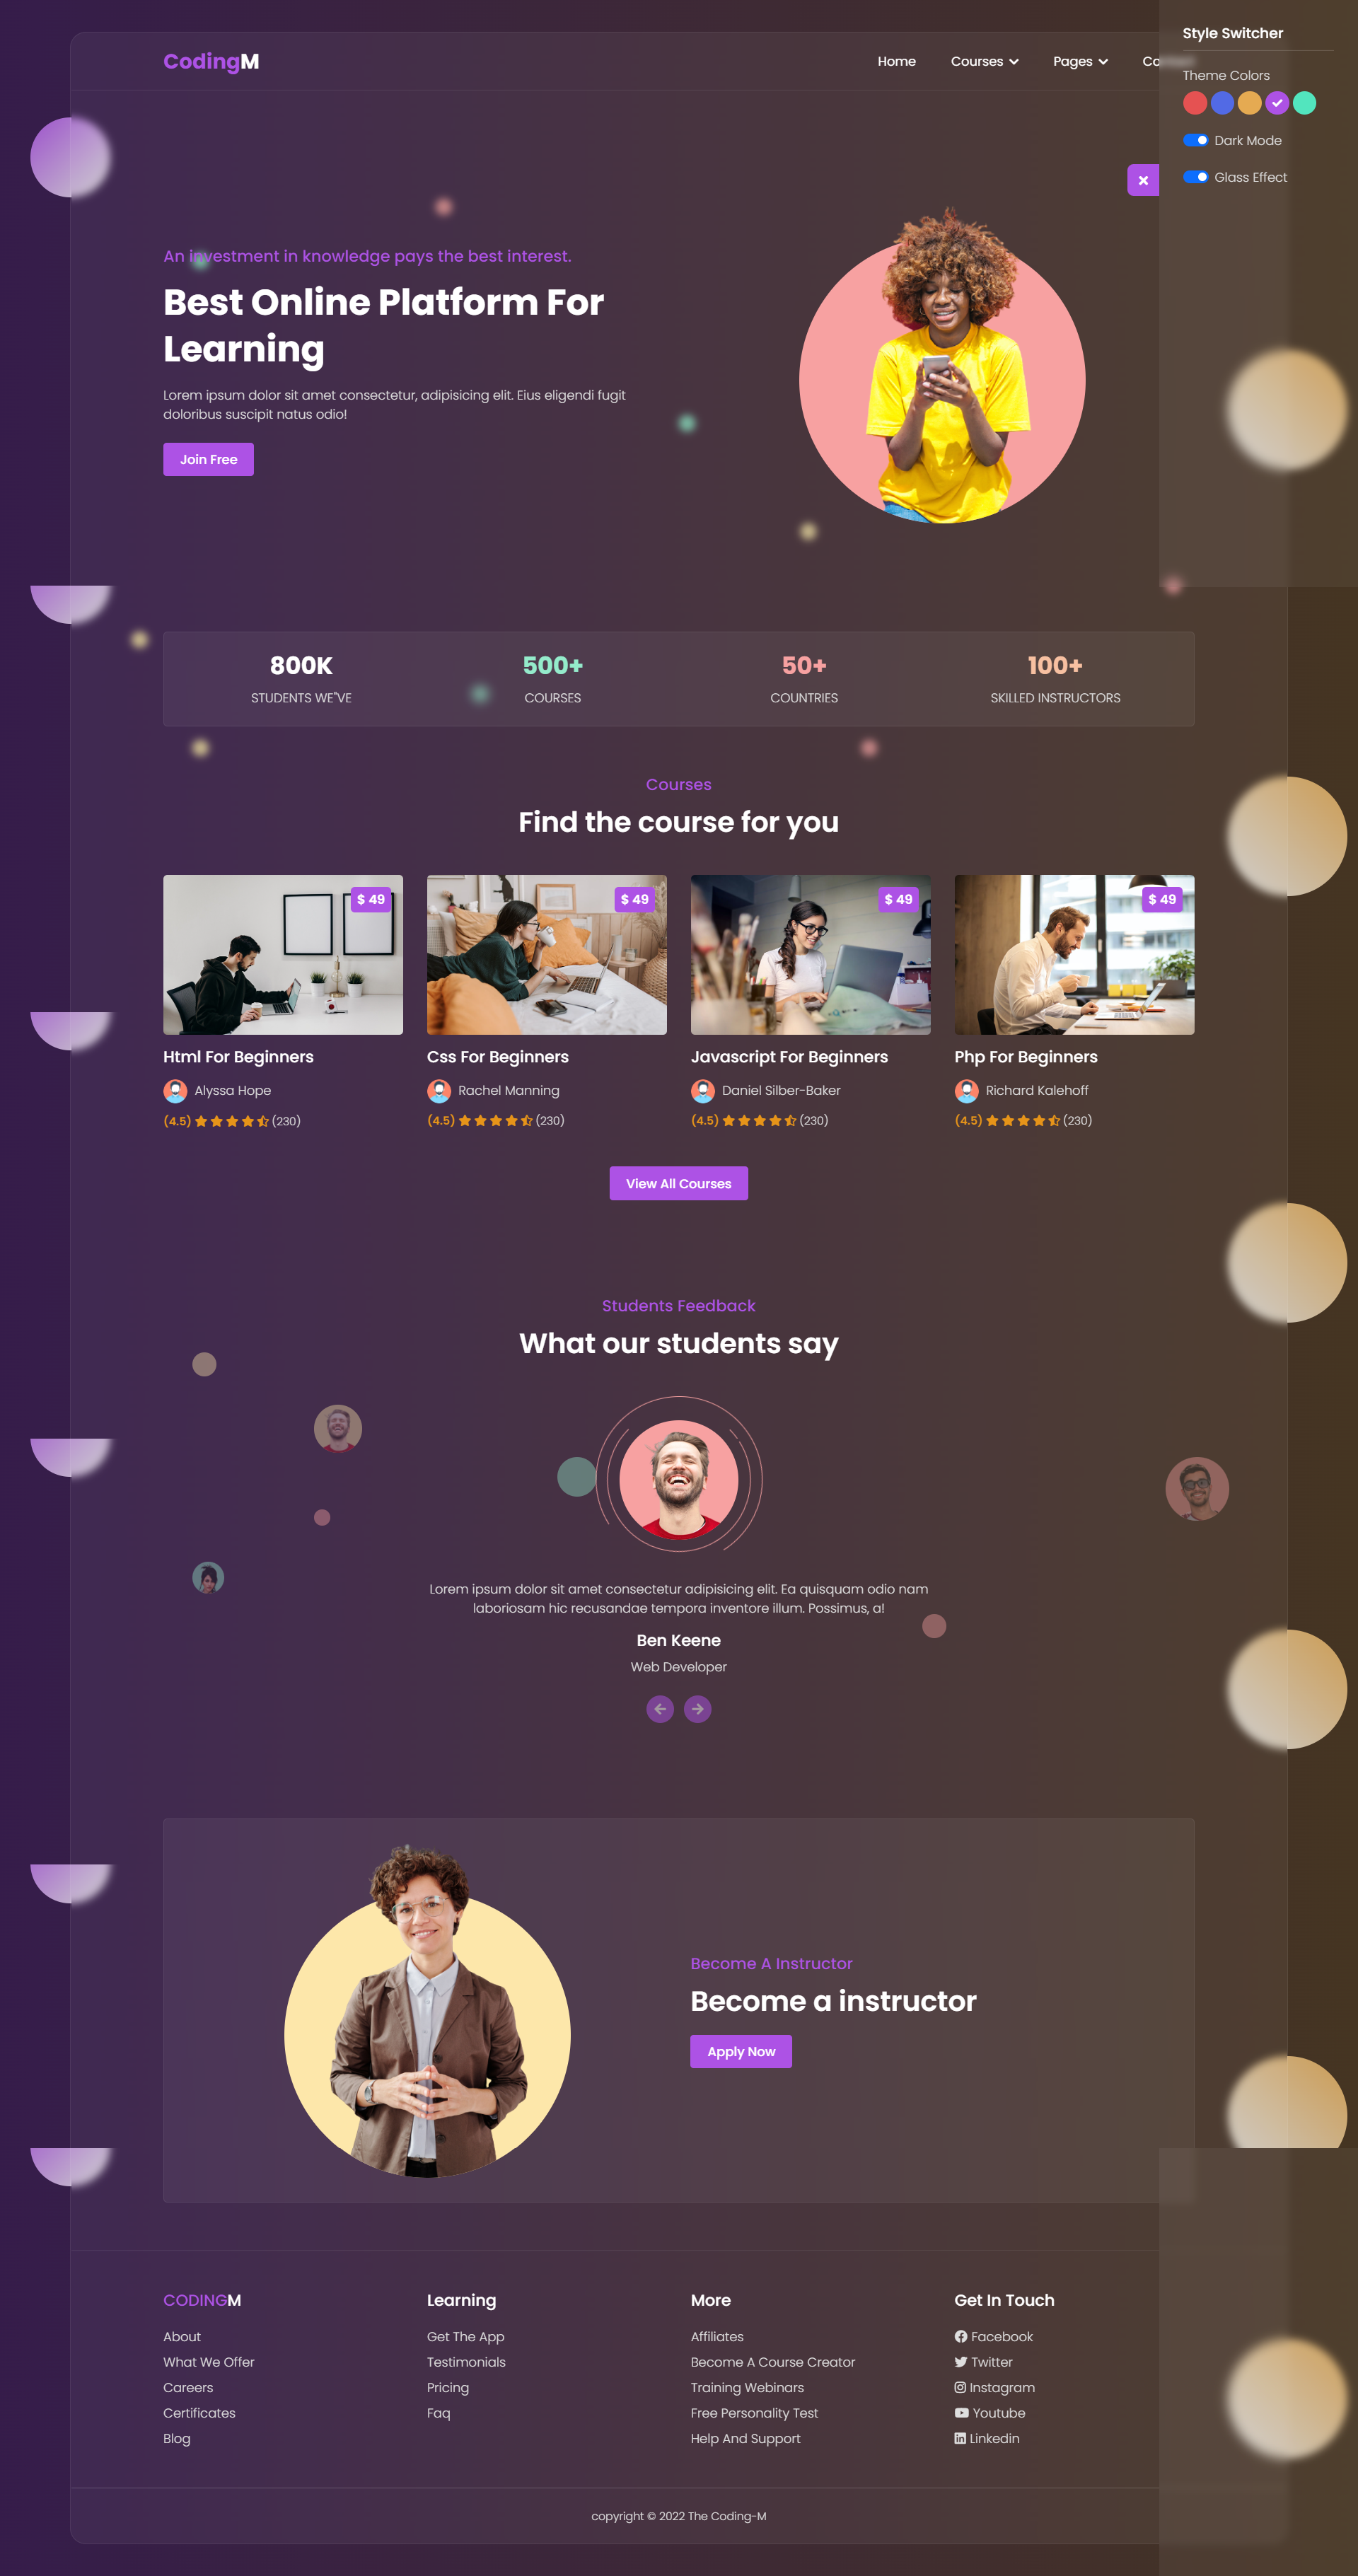 CodingM
Home
Courses
Pages
Co
Style Switcher
Theme Colors
Dark Mode
Glass Effect
An investment in knowledge pays the best interest.
Best Online Platform For
Learning
Lorem ipsum dolor sit amet consectetur, adipisicing elit. Eius eligendi fugit
doloribus suscipit natus odio!
Join Free
800K
STUDENTS WE"VE
500+
COURSES
50+
COUNTRIES
100+
SKILLED INSTRUCTORS
Courses
Find the course for you
$ 49
Html For Beginners
Alyssa Hope
(4.5) (230)
$ 49
Css For Beginners
Rachel Manning
(4.5) (230)
$ 49
Javascript For Beginners
Daniel Silber-Baker
(4.5) (230)
$ 49
Php For Beginners
Richard Kalehoff
(4.5) (230)
View All Courses
Students Feedback
What our students say
Lorem ipsum dolor sit amet consectetur adipisicing elit. Ea quisquam odio nam
laboriosam hic recusandae tempora inventore illum. Possimus, a!
Ben Keene
Web Developer
Become A Instructor
Become a instructor
Apply Now
CODINGM
About
What We Offer
Careers
Certificates
Blog
Learning
Get The App
Testimonials
Pricing
Faq
More
Affiliates
Become A Course Creator
Training Webinars
Free Personality Test
Help And Support
Get In Touch
Facebook
Twitter
Instagram
Youtube
Linkedin
copyright © 2022 The Coding-M